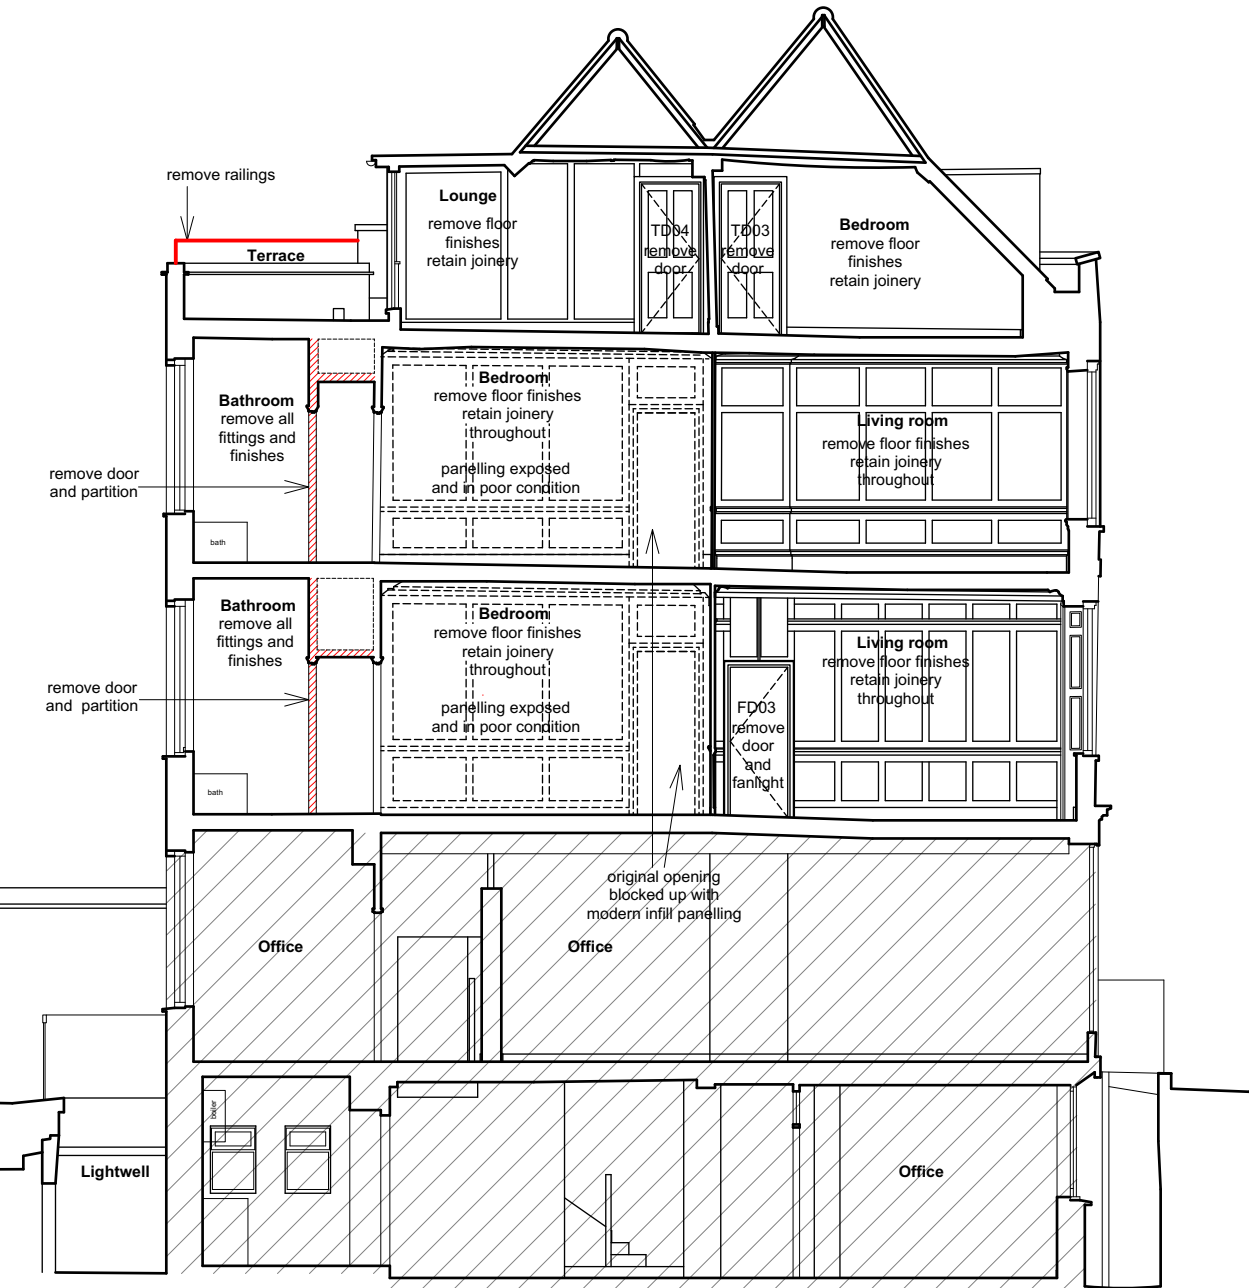 remove railings
Terrace
Lounge
remove floor
finishes
retain joinery
TD04
remove
door
TD03
remove
door
Bedroom
remove floor
finishes
retain joinery
Bathroom
remove all
fittings and
finishes
remove door
and partition
bath
Bedroom
remove floor finishes
retain joinery
throughout
panelling exposed
and in poor condition
Living room
remove floor finishes
retain joinery
throughout
Bathroom
remove all
fittings and
finishes
remove door
and partition
bath
Bedroom
remove floor finishes
retain joinery
throughout
panelling exposed
and in poor condition
FD03
remove
door
and
fanlight
Living room
remove floor finishes
retain joinery
throughout
original opening
blocked up with
modern infill panelling
Office
Office
boiler
Lightwell
Office